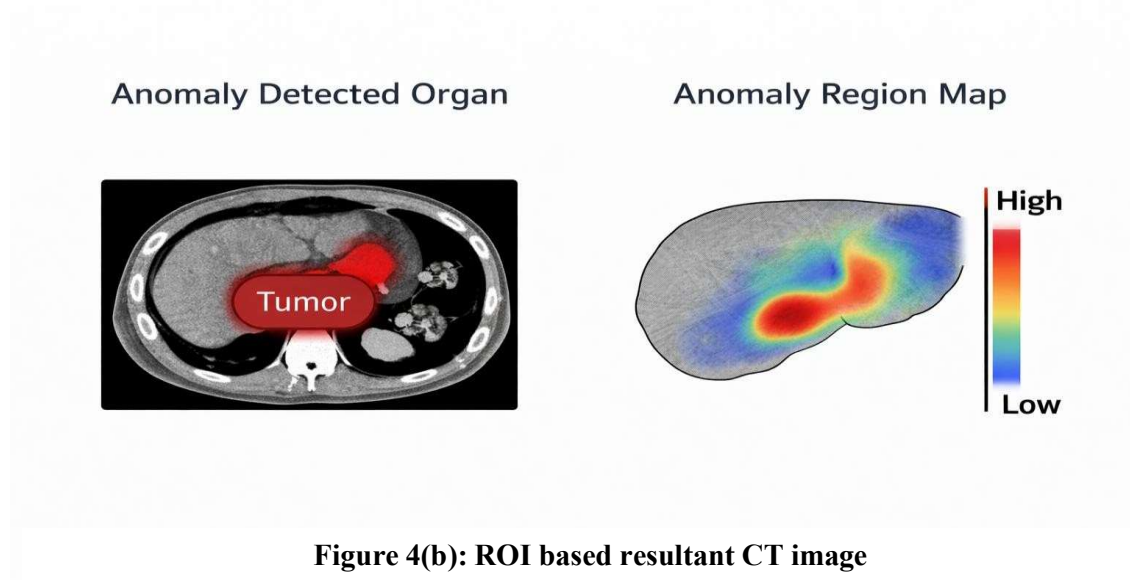 Anomaly Detected Organ
Anomaly Region Map
Tumor
High
Low
Figure 4(b): ROI based resultant CT image